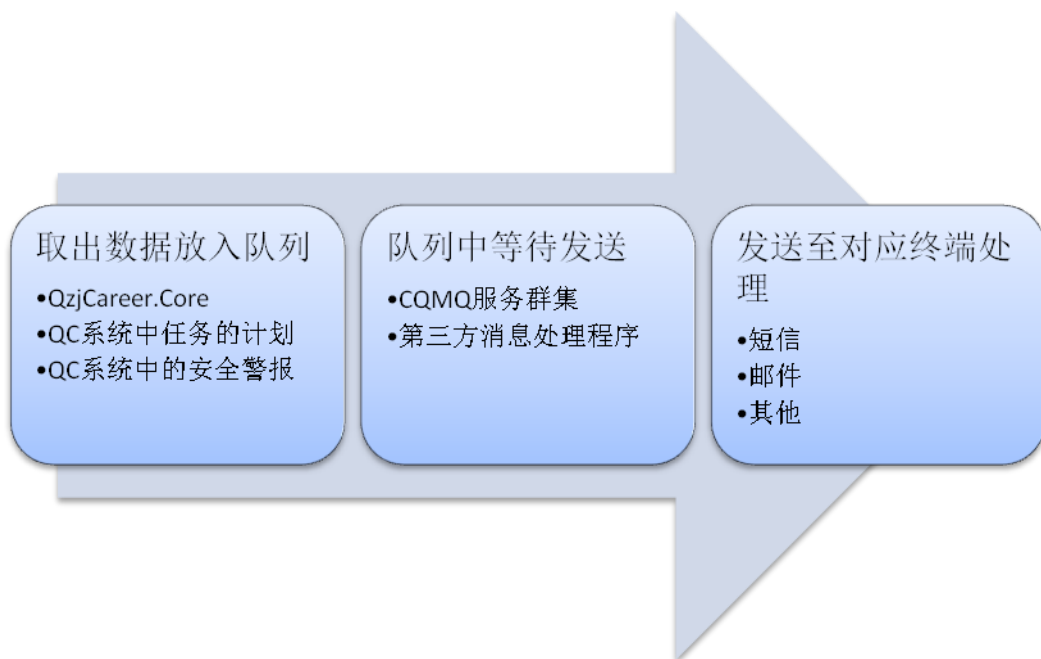 取出数据放入队列
•QzjCareer.Core
•QC系统中任务的计划
•QC系统中的安全警报
队列中等待发送
•CQMQ服务群集
•第三方消息处理程序
发送至对应终端处
理
•短信
•邮件
•其他